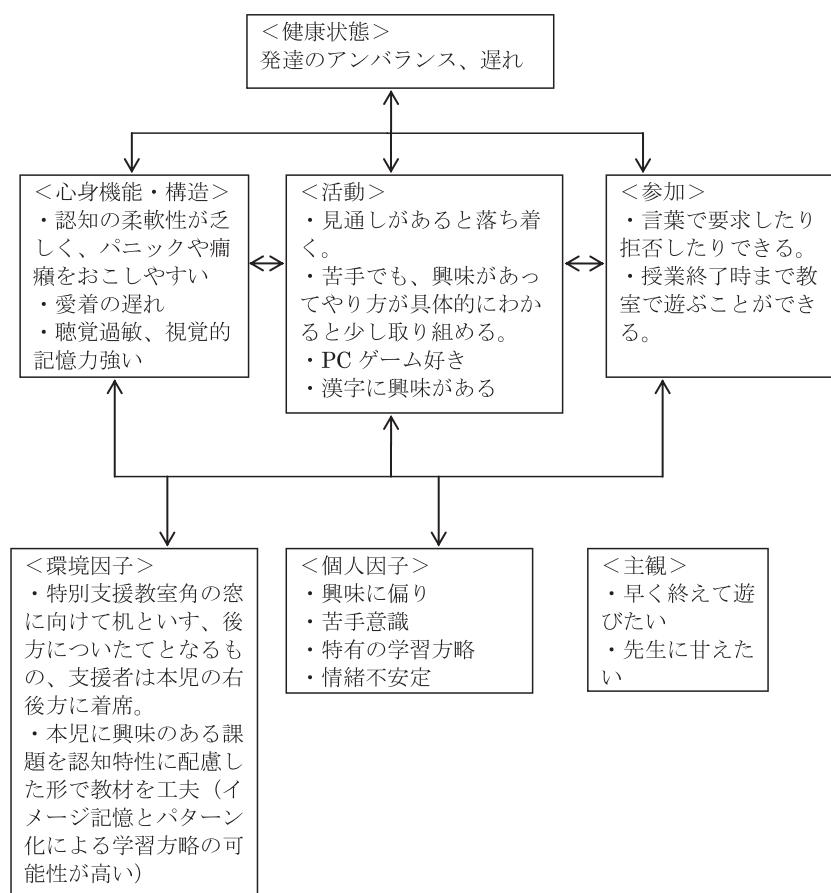 ＜健康状態＞
発達のアンバランス、遅れ
＜心身機能・構造＞
・認知の柔軟性が乏
しく、パニックや癇
癪をおこしやすい
・愛着の遅れ
・聴覚過敏、視覚的
記憶力強い
＜活動＞
・見通しがあると落ち着
く。
・苦手でも、興味があっ
てやり方が具体的にわか
ると少し取り組める。
・PC ゲーム好き
・漢字に興味がある
＜参加＞
・言葉で要求したり
拒否したりできる。
・授業終了時まで教
室で遊ぶことができ
る。
＜環境因子＞
・特別支援教室角の窓
に向けて机といす、後
方についたてとなるも
の、支援者は本児の右
後方に着席。
・本児に興味のある課
題を認知特性に配慮し
た形で教材を工夫（イ
メージ記憶とパターン
化による学習方略の可
能性が高い）
＜個人因子＞
・興味に偏り
・苦手意識
・特有の学習方略
・情緒不安定
＜主観＞
・早く終えて遊
びたい
・先生に甘えた
い